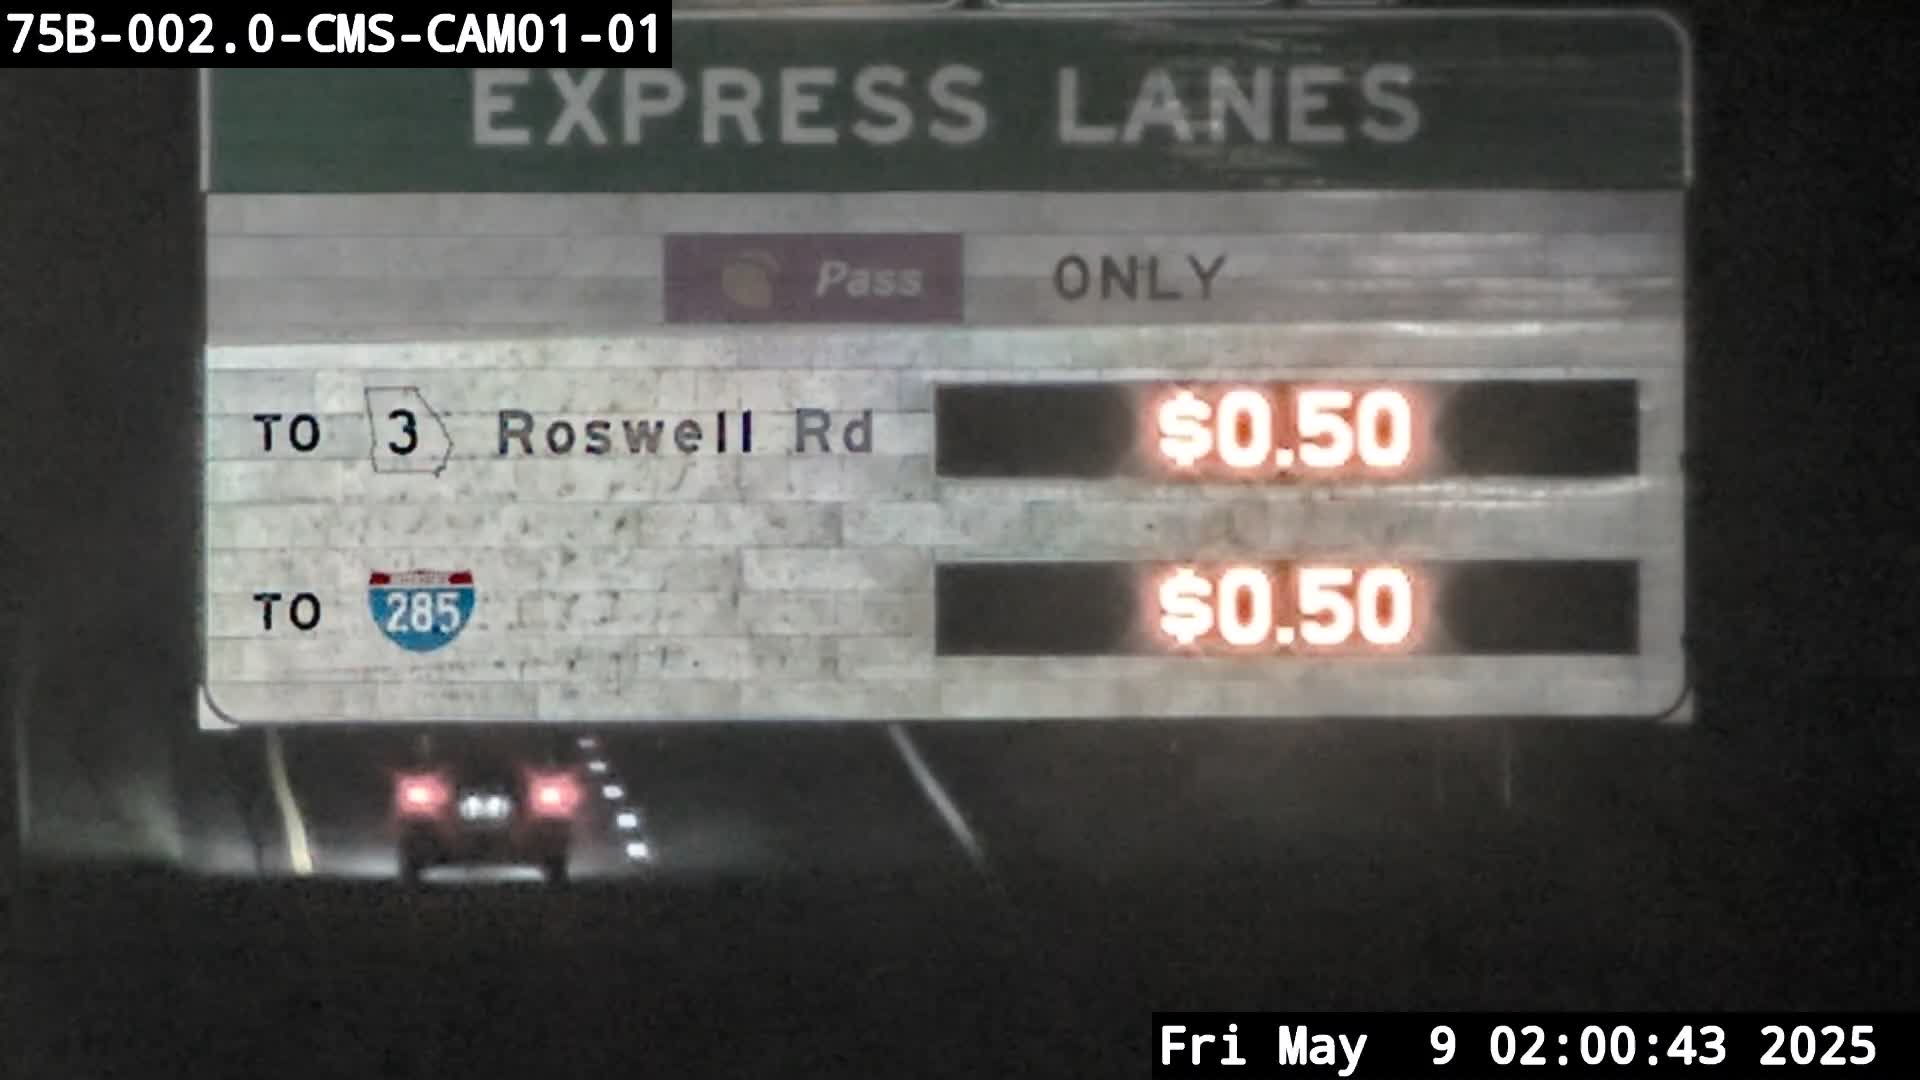 75B-002.0-CMS-CAM01-01
EXPRESS LANES
Pass ONLY
TO 3 Roswell Rd $0.50
TO 285 $0.50
Fri May 9 02:00:43 2025